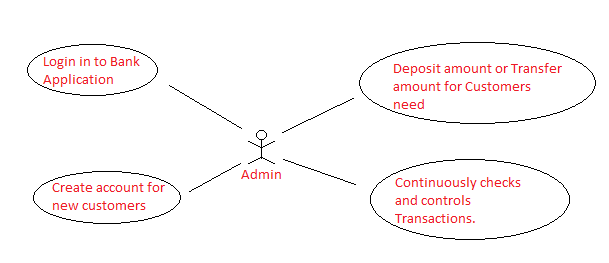 Login in to Bank
Application
Deposit amount or Transfer
amount for Customers
need
Admin
Create account for
new customers
Continuously checks
and controls
Transactions.